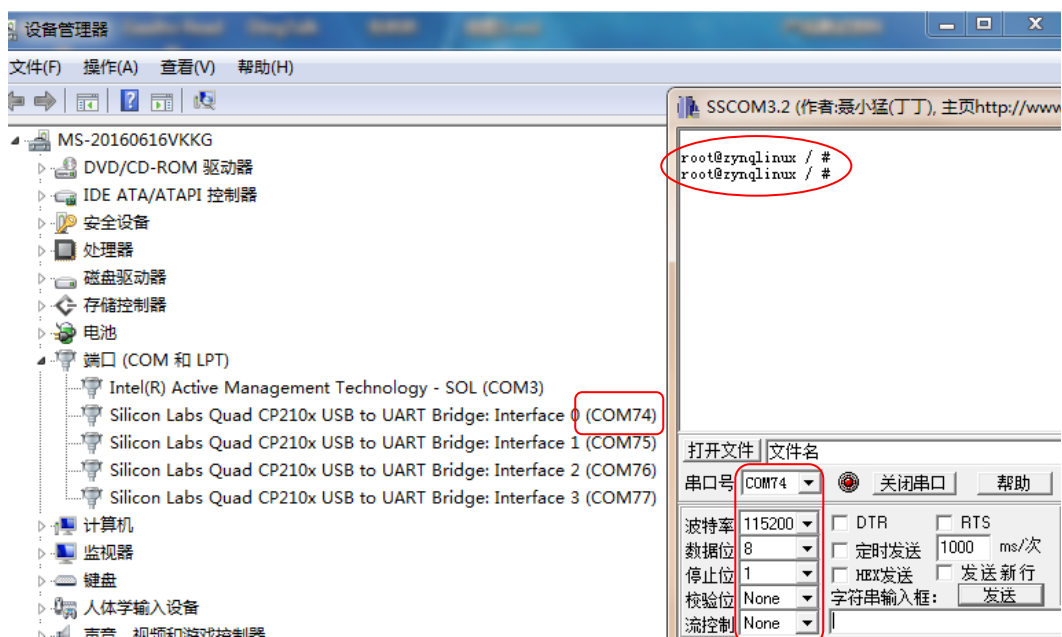 设备管理器
文件(F) 操作(A) 查看(V) 帮助(H)
MS-20160616VKKG
DVD/CD-ROM 驱动器
IDE ATA/ATAPI 控制器
安全设备
处理器
磁盘驱动器
存储控制器
电池
端口 (COM 和 LPT)
Intel(R) Active Management Technology - SOL (COM3)
Silicon Labs Quad CP210x USB to UART Bridge: Interface 0 (COM74)
Silicon Labs Quad CP210x USB to UART Bridge: Interface 1 (COM75)
Silicon Labs Quad CP210x USB to UART Bridge: Interface 2 (COM76)
Silicon Labs Quad CP210x USB to UART Bridge: Interface 3 (COM77)
计算机
监视器
键盘
人体学输入设备
声音、视频和游戏控制器
SSCOM3.2 (作者:聂小猛(丁丁), 主页http://www
root@zynqlinux / #
root@zynqlinux / #
打开文件 文件名
串口号 COM74 关闭串口 帮助
波特率 115200 DTR RTS
数据位 8 定时发送 1000 ms/次
停止位 1 HEX发送 发送新行
校验位 None 字符串输入框: 发送
流控制 None